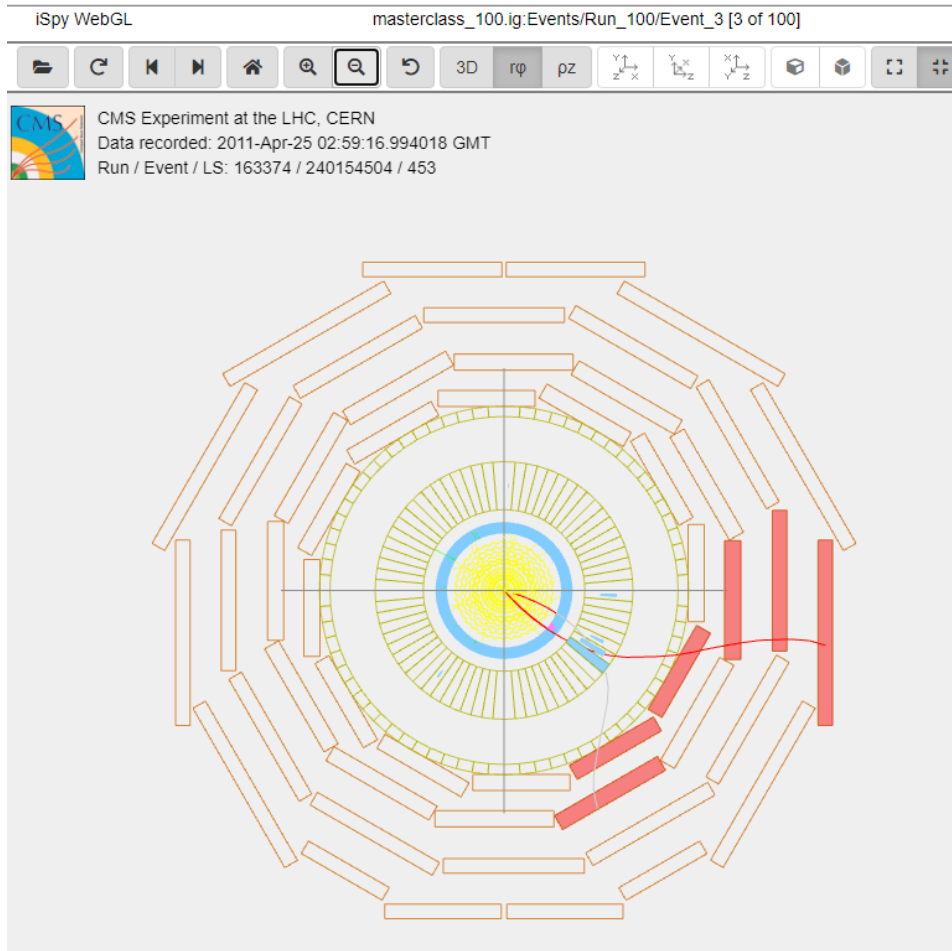 iSpy WebGL masterclass_100.ig:Events/Run_100/Event_3 [3 of 100]
3D rφ ρz Y Z X Y X Z X Y Z
CMS
CMS Experiment at the LHC, CERN
Data recorded: 2011-Apr-25 02:59:16.994018 GMT
Run / Event / LS: 163374 / 240154504 / 453